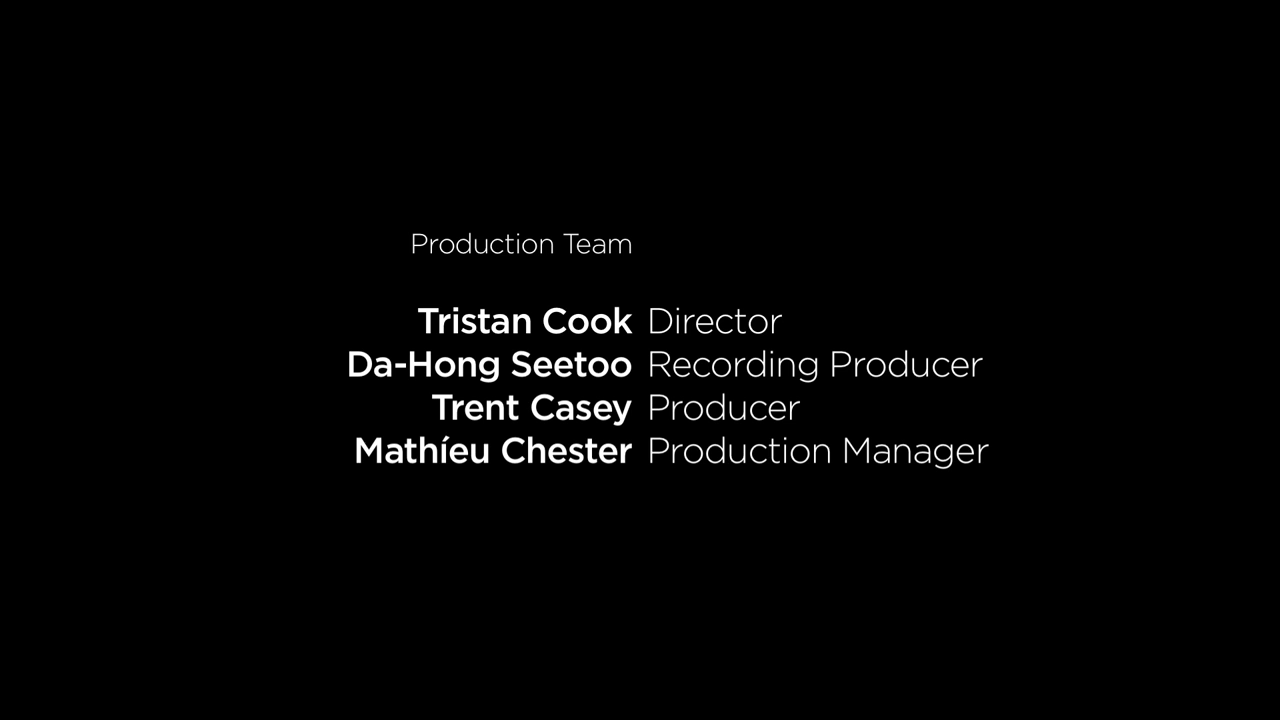 Production Team
Tristan Cook Director
Da-Hong Seetoo Recording Producer
Trent Casey Producer
Mathíeu Chester Production Manager